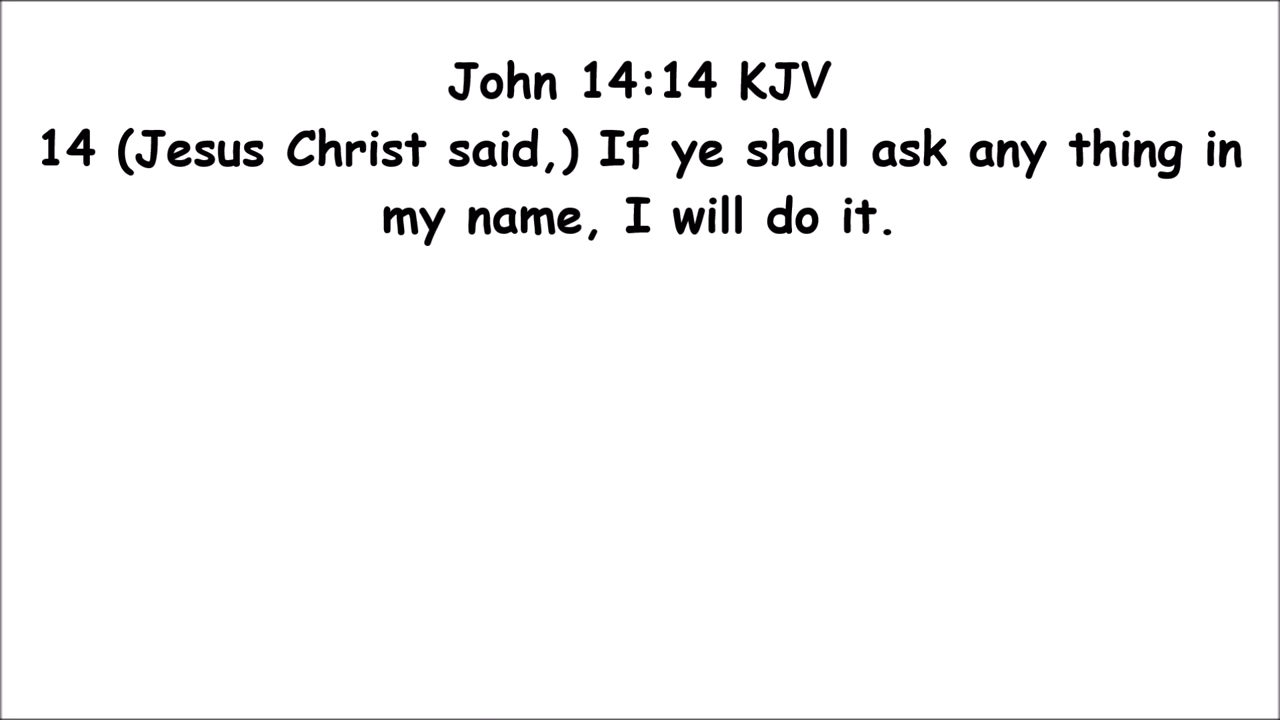 John 14:14 KJV
14 (Jesus Christ said,) If ye shall ask any thing in
my name, I will do it.